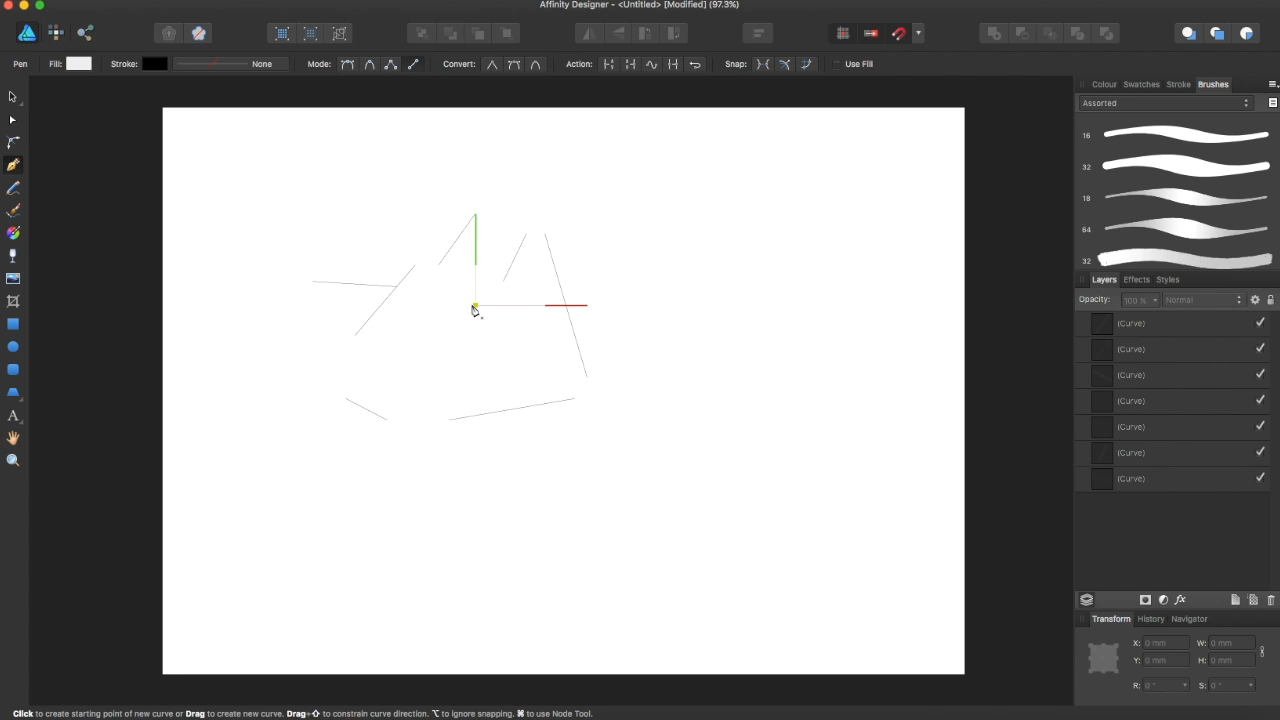 Affinity Designer - <Untitled> [Modified] (97.3%)
Pen Fill: Stroke: None Mode: Convert: Action: Snap: Use Fill
Colour Swatches Stroke Brushes
Assorted
16
32
18
64
32
Layers Effects Styles
Opacity: 100 % Normal
(Curve)
(Curve)
(Curve)
(Curve)
(Curve)
(Curve)
(Curve)
fx
Transform History Navigator
X: 0 mm W: 0 mm
Y: 0 mm H: 0 mm
R: 0 ° S: 0 °
A
Click to create starting point of new curve or Drag to create new curve. Drag+⇧ to constrain curve direction. ⌥ to ignore snapping. ⌘ to use Node Tool.